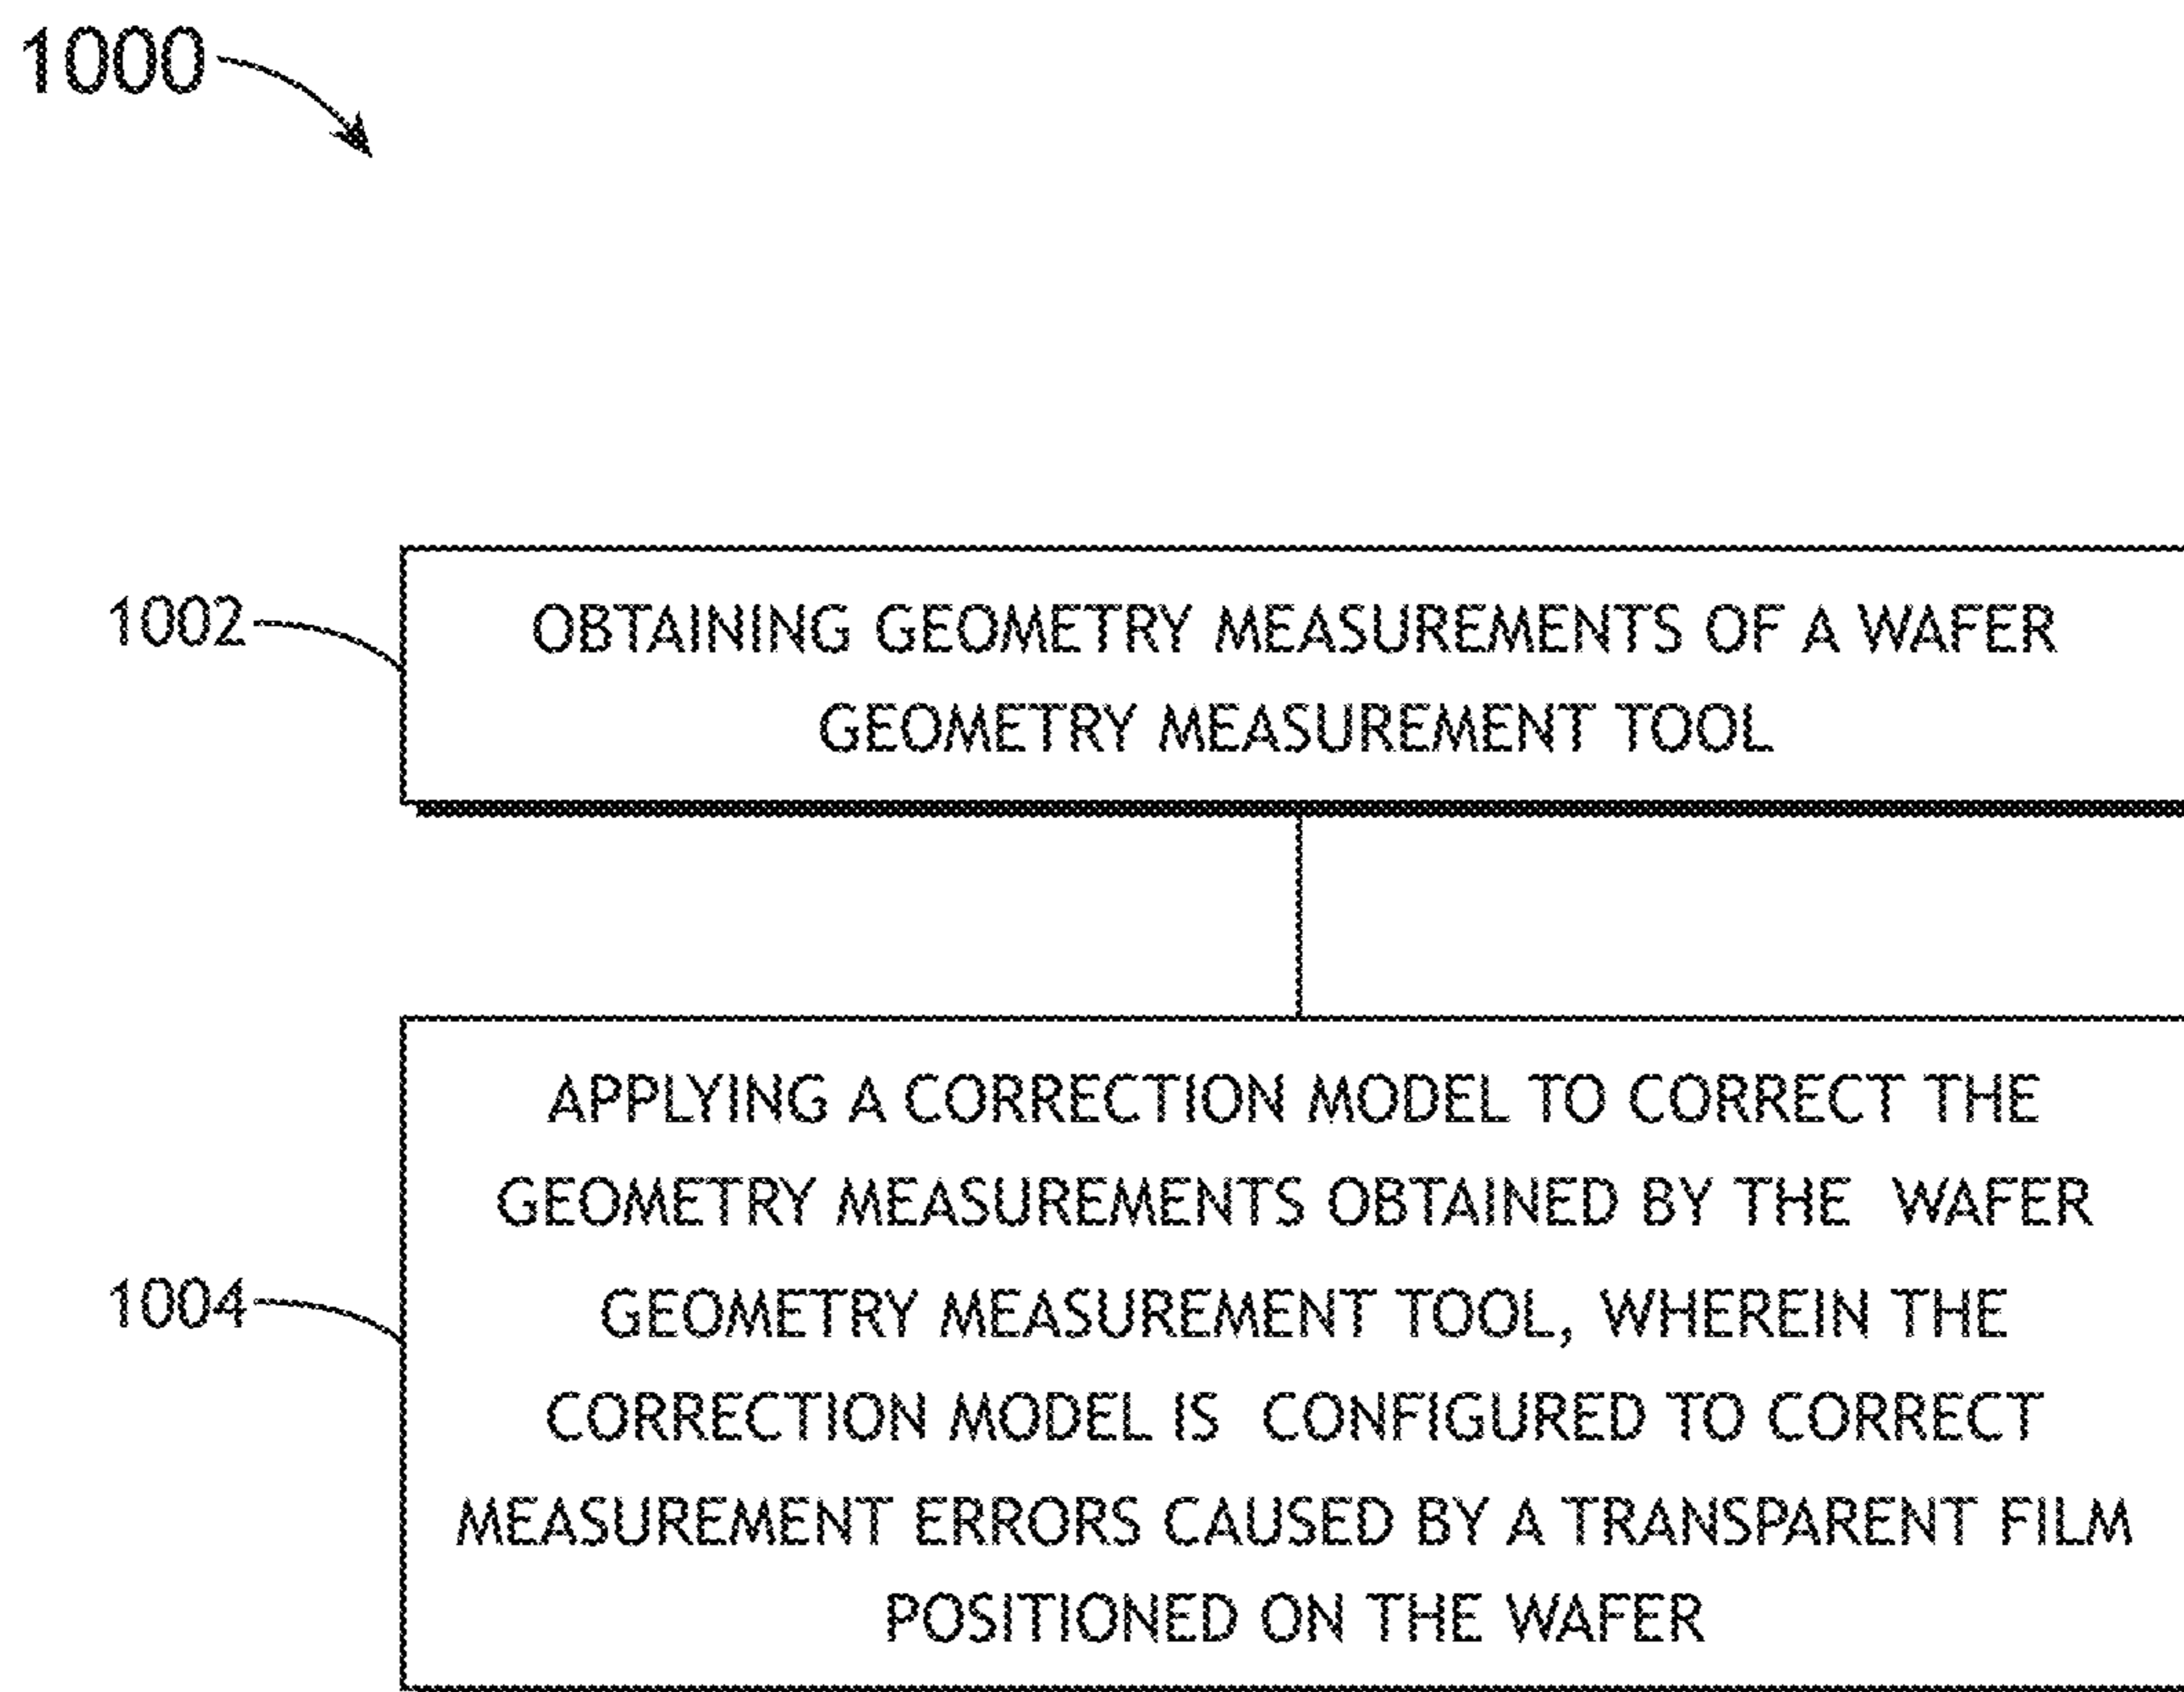 1000
1002
OBTAINING GEOMETRY MEASUREMENTS OF A WAFER
GEOMETRY MEASUREMENT TOOL
1004
APPLYING A CORRECTION MODEL TO CORRECT THE
GEOMETRY MEASUREMENTS OBTAINED BY THE WAFER
GEOMETRY MEASUREMENT TOOL, WHEREIN THE
CORRECTION MODEL IS CONFIGURED TO CORRECT
MEASUREMENT ERRORS CAUSED BY A TRANSPARENT FILM
POSITIONED ON THE WAFER